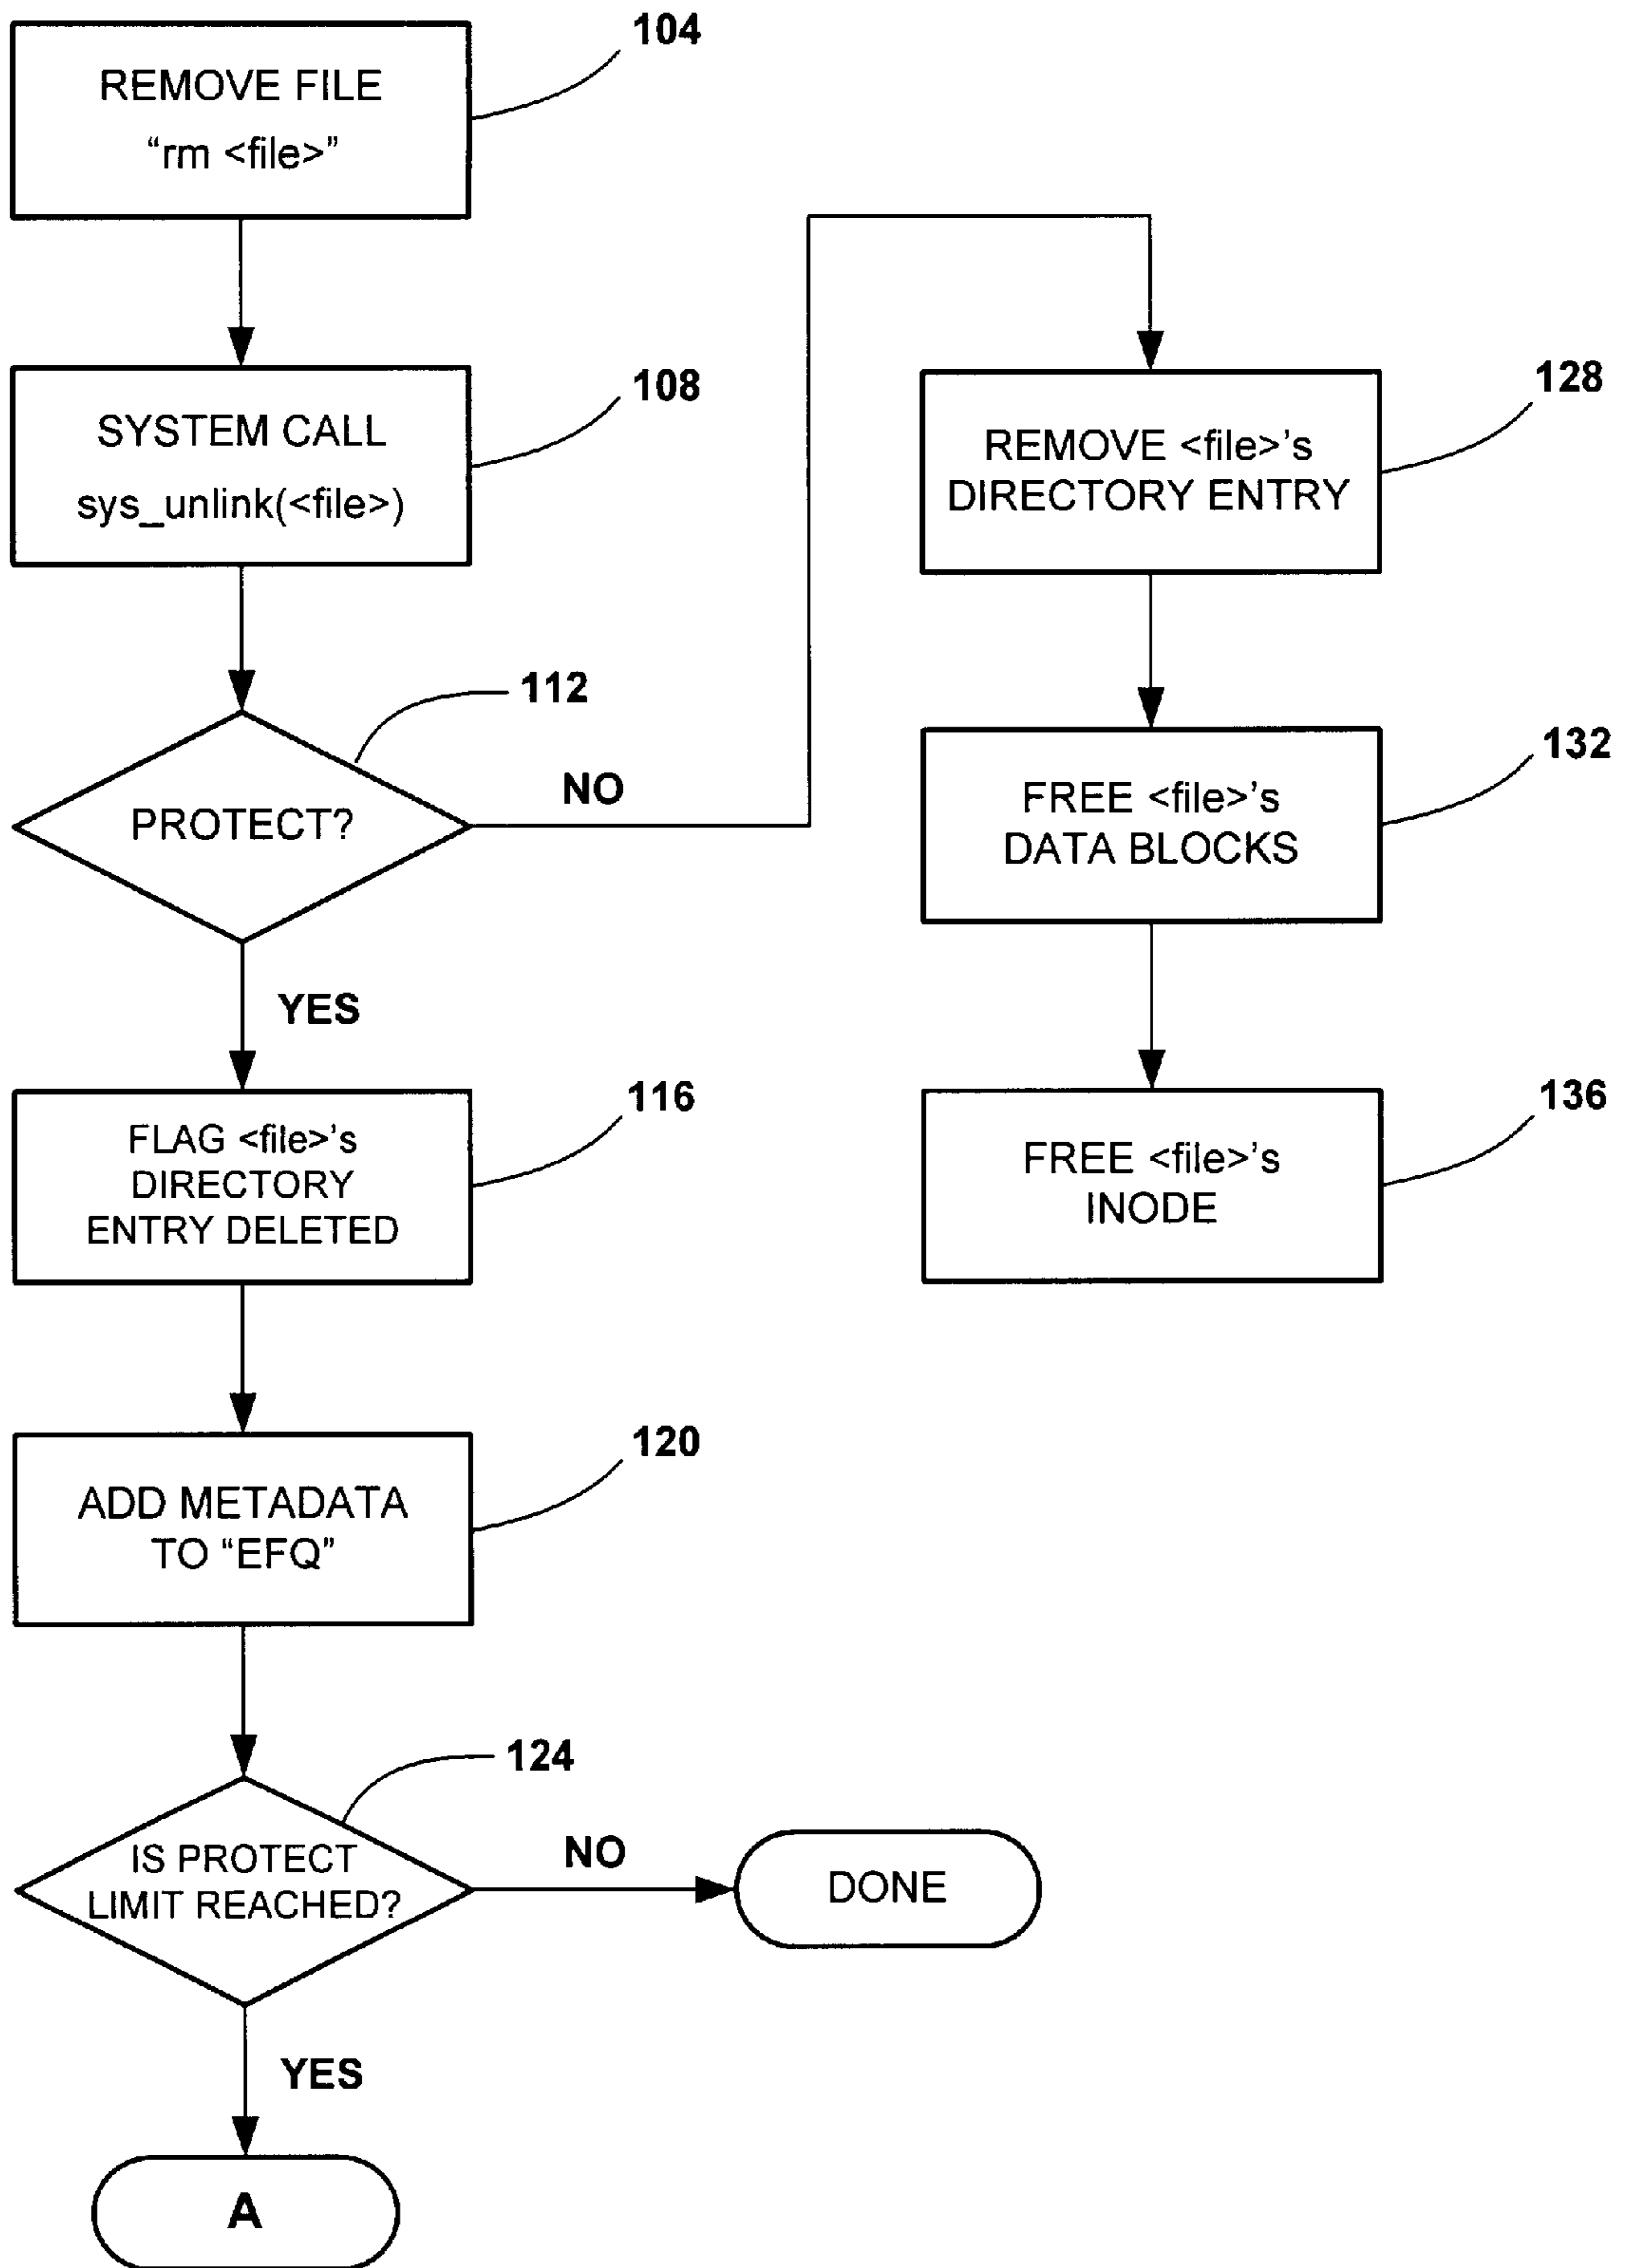 104
REMOVE FILE
“rm <file>”
108
SYSTEM CALL
sys_unlink(<file>)
112
PROTECT?
NO
YES
116
FLAG <file>’s
DIRECTORY
ENTRY DELETED
120
ADD METADATA
TO “EFQ”
124
IS PROTECT
LIMIT REACHED?
NO
DONE
YES
A
128
REMOVE <file>’s
DIRECTORY ENTRY
132
FREE <file>’s
DATA BLOCKS
136
FREE <file>’s
INODE